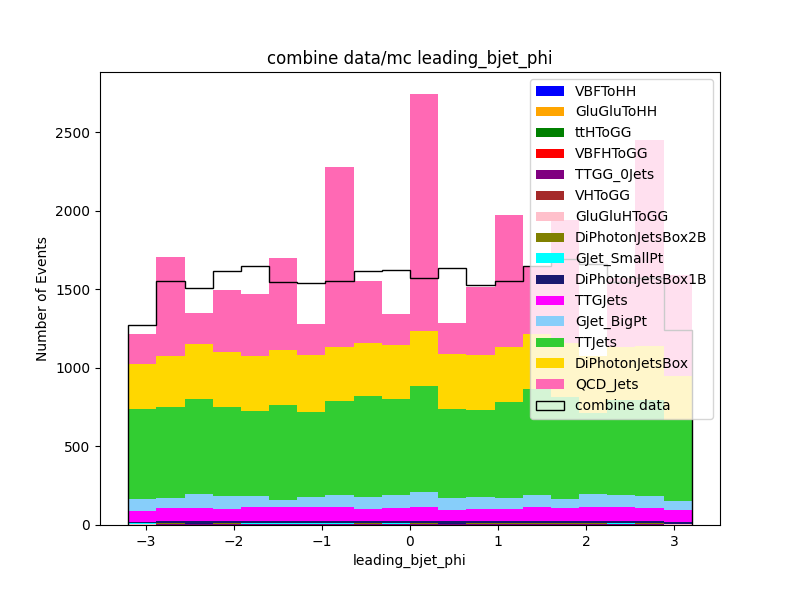 combine data/mc leading_bjet_phi
Number of Events
2500
2000
1500
1000
500
0
−3
−2
−1
0
1
2
3
leading_bjet_phi
VBFToHH
GluGluToHH
ttHToGG
VBFHToGG
TTGG_0Jets
VHToGG
GluGluHToGG
DiPhotonJetsBox2B
GJet_SmallPt
DiPhotonJetsBox1B
TTGJets
GJet_BigPt
TTJets
DiPhotonJetsBox
QCD_Jets
combine data